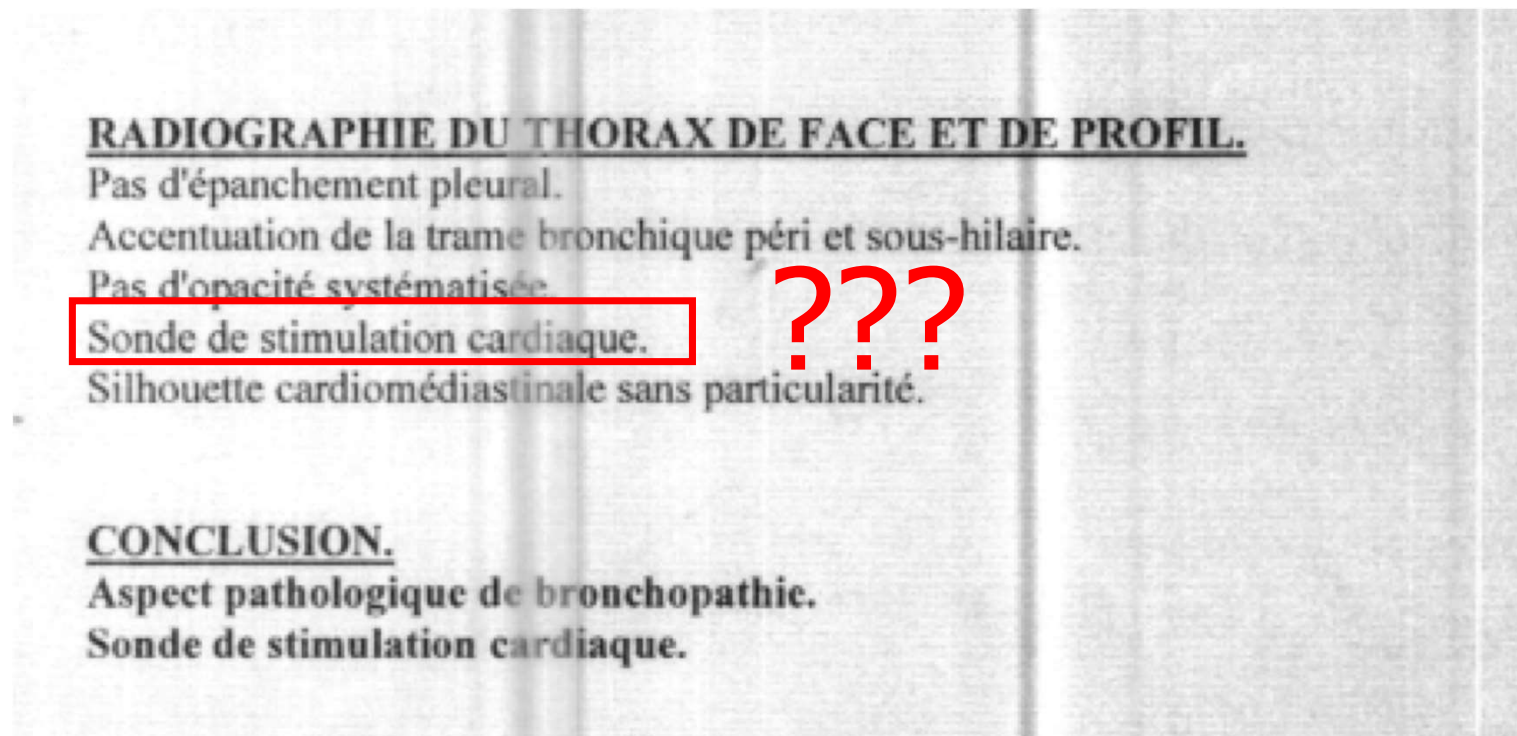 RADIOGRAPHIE DU THORAX DE FACE ET DE PROFIL.
Pas d'épanchement pleural.
Accentuation de la trame bronchique péri et sous-hilaire.
Pas d'opacité systématisée.
Sonde de stimulation cardiaque.
???
Silhouette cardiomédiastinale sans particularité.
CONCLUSION.
Aspect pathologique de bronchopathie.
Sonde de stimulation cardiaque.